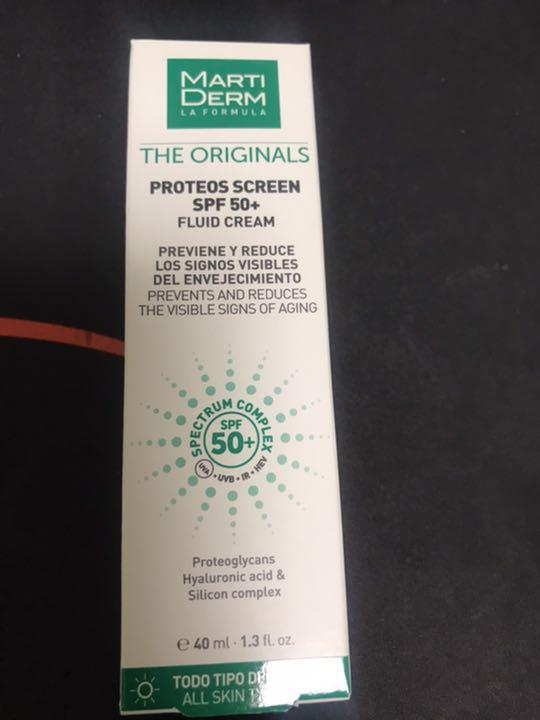 MARTI
DERM
LA FORMULA
THE ORIGINALS
PROTEOS SCREEN
SPF 50+
FLUID CREAM
PREVIENE Y REDUCE
LOS SIGNOS VISIBLES
DEL ENVEJECIMIENTO
PREVENTS AND REDUCES
THE VISIBLE SIGNS OF AGING
SPECTRUM COMPLEX
SPF
50+
UVA • UVB • IR • HEV
Proteoglycans
Hyaluronic acid &
Silicon complex
℮ 40 ml · 1.3 fl. oz.
TODO TIPO
ALL SKIN